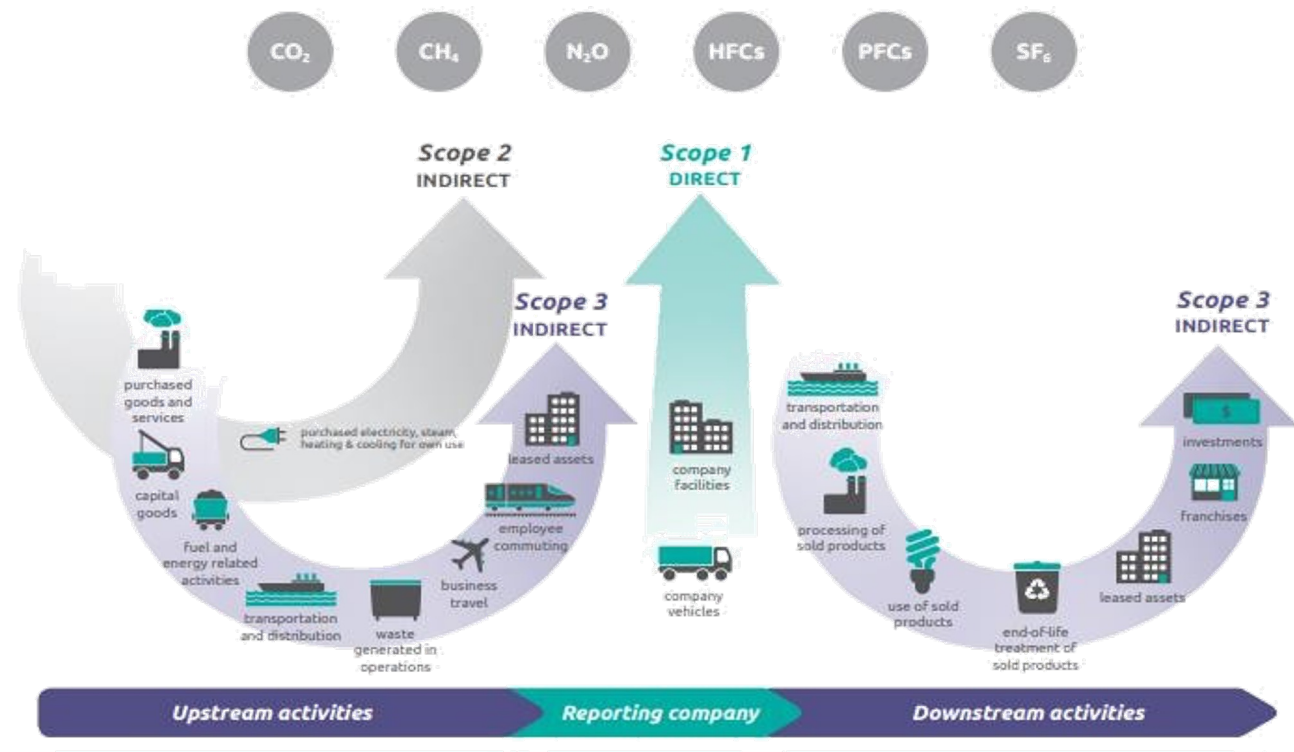 CO₂
CH₄
N₂O
HFCs
PFCs
SF₆
Scope 2
INDIRECT
Scope 1
DIRECT
Scope 3
INDIRECT
Scope 3
INDIRECT
purchased
goods and
services
capital
goods
fuel and
energy related
activities
transportation
and distribution
waste
generated in
operations
business
travel
employee
commuting
leased assets
purchased electricity, steam,
heating & cooling for own use
company
facilities
company
vehicles
transportation
and distribution
processing of
sold products
use of sold
products
end-of-life
treatment of
sold products
leased assets
franchises
investments
$
Upstream activities
Reporting company
Downstream activities